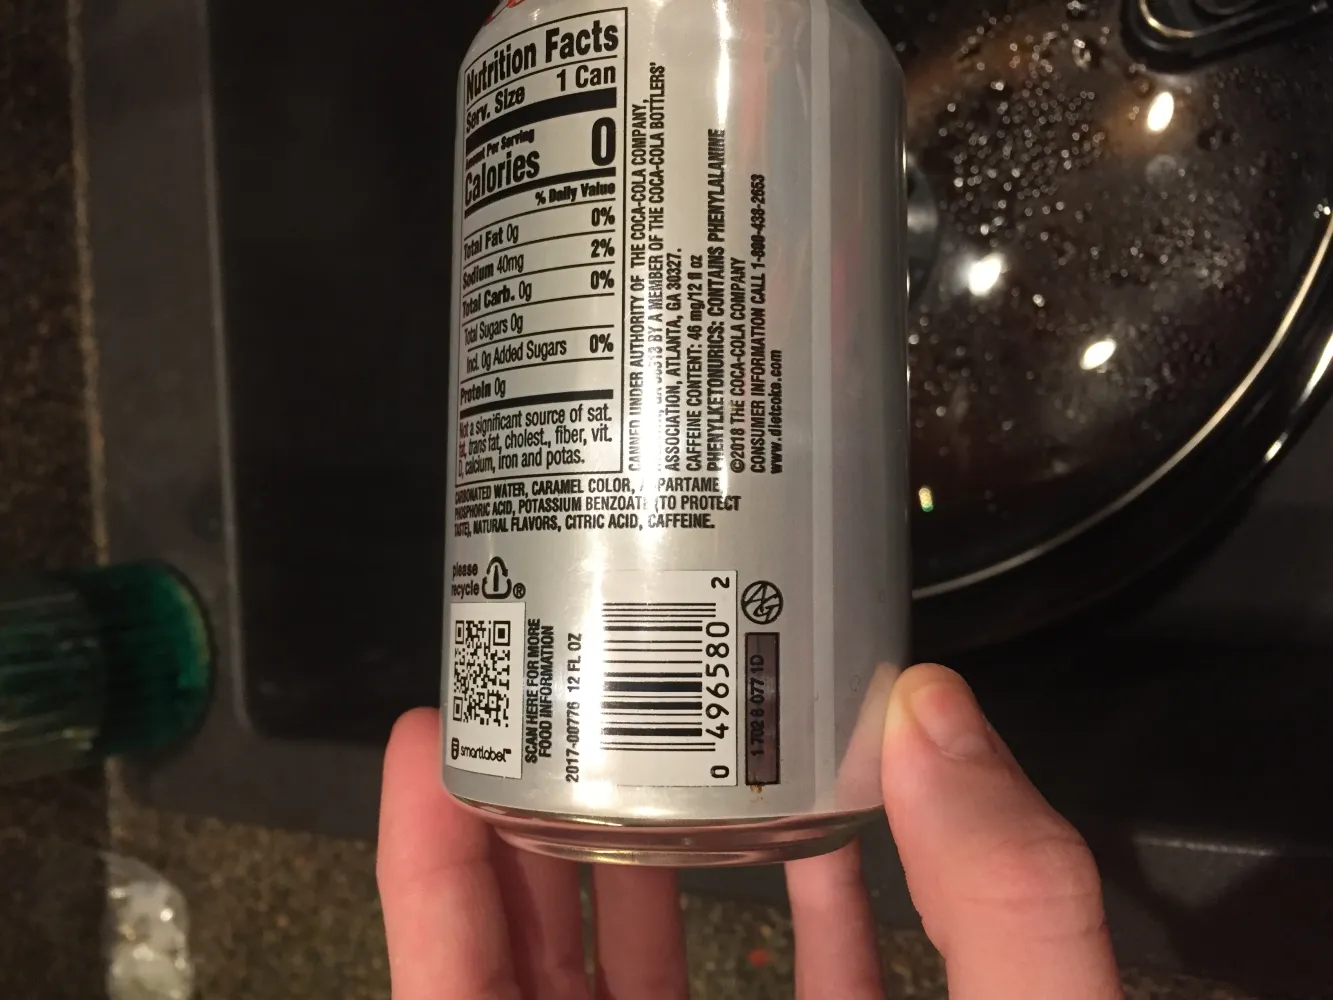 Nutrition Facts
Serv. Size 1 Can
Amount Per Serving
Calories 0
% Daily Value
Total Fat 0g 0%
Sodium 40mg 2%
Total Carb. 0g 0%
Total Sugars 0g
Incl. 0g Added Sugars 0%
Protein 0g
Not a significant source of sat.
fat, trans fat, cholest., fiber, vit.
D, calcium, iron and potas.
CANNED UNDER AUTHORITY OF THE COCA-COLA COMPANY,
BY A MEMBER OF THE COCA-COLA BOTTLERS'
ASSOCIATION, ATLANTA, GA 30327.
CAFFEINE CONTENT: 46 mg/12 fl oz
PHENYLKETONURICS: CONTAINS PHENYLALANINE
©2018 THE COCA-COLA COMPANY
CONSUMER INFORMATION CALL 1-800-438-2653
www.dietcoke.com
CARBONATED WATER, CARAMEL COLOR, ASPARTAME,
PHOSPHORIC ACID, POTASSIUM BENZOATE (TO PROTECT
TASTE), NATURAL FLAVORS, CITRIC ACID, CAFFEINE.
please
recycle ®
smartlabel™
SCAN HERE FOR MORE
FOOD INFORMATION
2017-00776 12 FL OZ
0 496580 2
1 702 8 077 1D